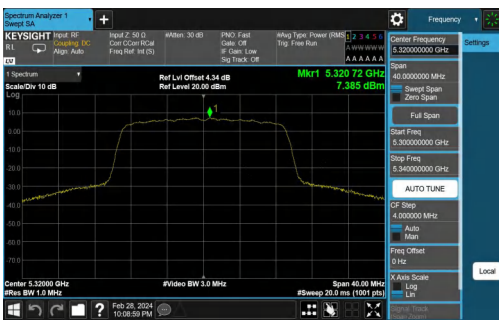 Spectrum Analyzer 1
Swept SA
+
Frequency
KEYSIGHT
Input: RF
Input Z: 50 Ω
#Atten: 30 dB
PNO: Fast
#Avg Type: Power (RMS
1 2 3 4 5 6
RL
Coupling: DC
Corr CCorr RCal
Gate: Off
Trig: Free Run
Align: Auto
Freq Ref: Int (S)
IF Gain: Low
A W W W W W
Sig Track: Off
A A A A A A
LXI
1 Spectrum
Ref Lvl Offset 4.34 dB
Mkr1 5.320 72 GHz
Scale/Div 10 dB
Ref Level 20.00 dBm
7.385 dBm
Log
1
10.0
0.00
-10.0
-20.0
-30.0
-40.0
-50.0
-60.0
-70.0
Center 5.32000 GHz
#Video BW 3.0 MHz
Span 40.00 MHz
#Res BW 1.0 MHz
#Sweep 20.0 ms (1001 pts)
?
Feb 28, 2024
10:08:59 PM
Center Frequency
5.320000000 GHz
Settings
Span
40.0000000 MHz
Swept Span
Zero Span
Full Span
Start Freq
5.300000000 GHz
Stop Freq
5.340000000 GHz
AUTO TUNE
CF Step
4.000000 MHz
Auto
Man
Freq Offset
0 Hz
X Axis Scale
Log
Lin
Local
Signal Track